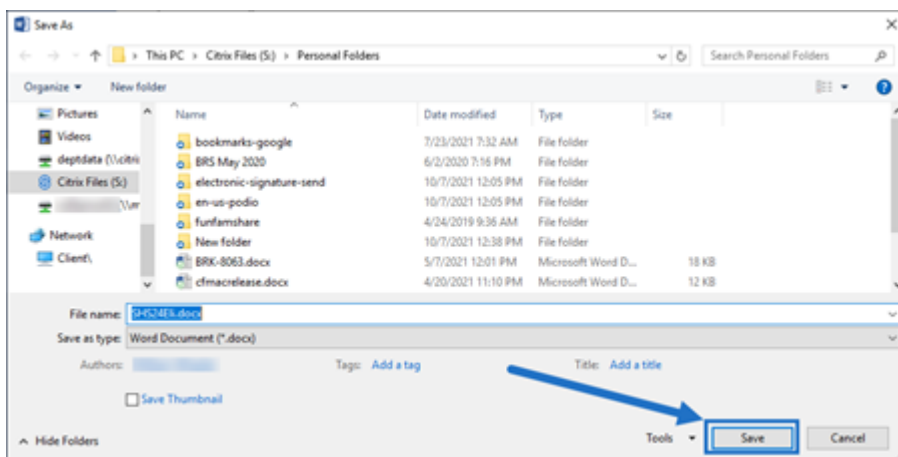 Save As
This PC > Citrix Files (S:) > Personal Folders
Search Personal Folders
Organize
New folder
Name Date modified Type Size
Pictures
Videos
deptdata (\\citrix
Citrix Files (S:)
Network
Client\
bookmarks-google 7/23/2021 7:32 AM File folder
BRS May 2020 6/2/2020 7:16 PM File folder
electronic-signature-send 10/7/2021 12:05 PM File folder
en-us-podio 10/7/2021 12:05 PM File folder
funfamshare 4/24/2019 9:36 AM File folder
New folder 10/7/2021 12:38 PM File folder
BRK-8063.docx 5/7/2021 12:01 PM Microsoft Word D... 18 KB
cfmacrelease.docx 4/20/2021 11:10 PM Microsoft Word D... 12 KB
File name:
Save as type: Word Document (*.docx)
Authors: Tags: Add a tag Title: Add a title
Save Thumbnail
Hide Folders
Tools Save Cancel